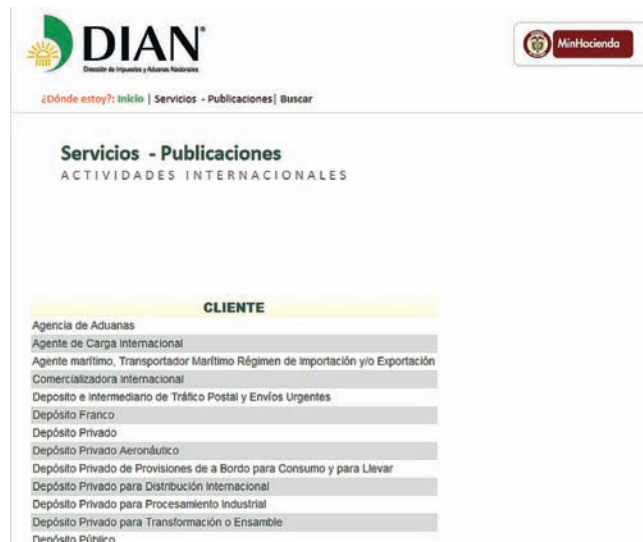 DIAN®
Dirección de Impuestos y Aduanas Nacionales
MinHacienda
¿Dónde estoy?: Inicio | Servicios - Publicaciones| Buscar
Servicios - Publicaciones
ACTIVIDADES INTERNACIONALES
CLIENTE
Agencia de Aduanas
Agente de Carga Internacional
Agente marítimo, Transportador Marítimo Régimen de Importación y/o Exportación
Comercializadora Internacional
Deposito e Intermediario de Tráfico Postal y Envíos Urgentes
Depósito Franco
Depósito Privado
Depósito Privado Aeronáutico
Depósito Privado de Provisiones de a Bordo para Consumo y para Llevar
Depósito Privado para Distribución Internacional
Depósito Privado para Procesamiento Industrial
Depósito Privado para Transformación o Ensamble
Depósito Público